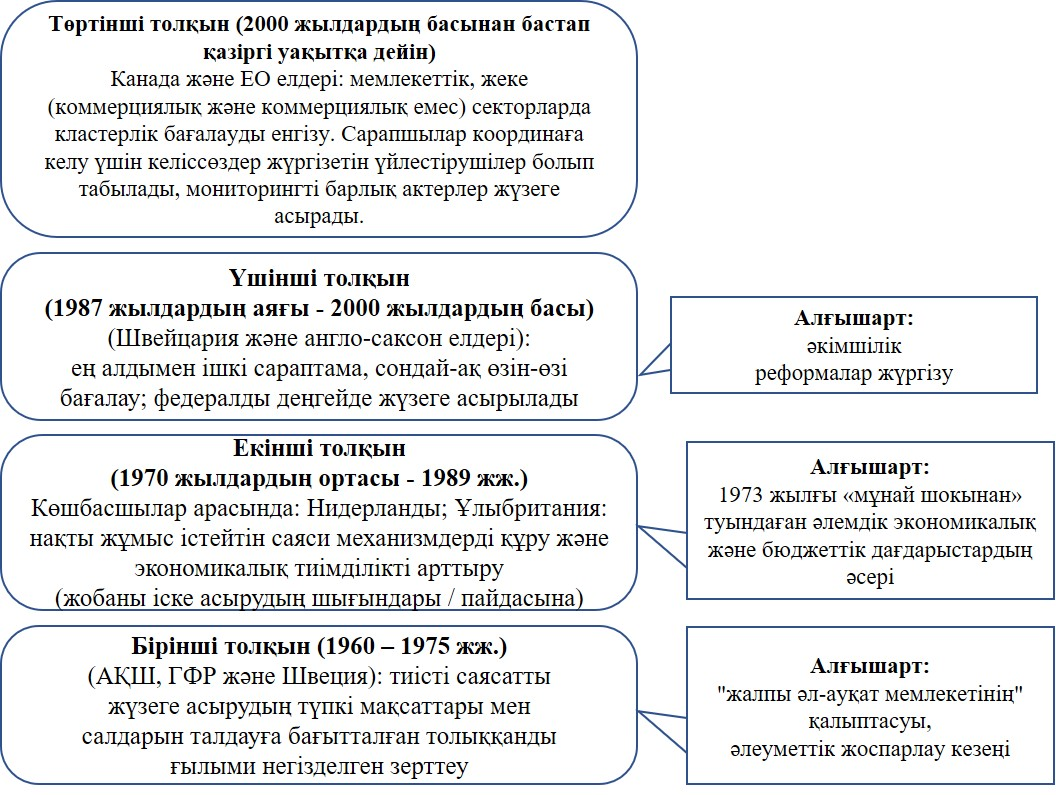 Төртінші толқын (2000 жылдардың басынан бастап
қазіргі уақытқа дейін)
Канада және ЕО елдері: мемлекеттік, жеке
(коммерциялық және коммерциялық емес) секторларда
кластерлік бағалауды енгізу. Сарапшылар координаға
келу үшін келіссөздер жүргізетін үйлестірушілер болып
табылады, мониторингті барлық актерлер жүзеге
асырады.
Үшінші толқын
(1987 жылдардың аяғы - 2000 жылдардың басы)
(Швейцария және англо-саксон елдері):
ең алдымен ішкі сараптама, сондай-ақ өзін-өзі
бағалау; федералды деңгейде жүзеге асырылады
Алғышарт:
әкімшілік
реформалар жүргізу
Екінші толқын
(1970 жылдардың ортасы - 1989 жж.)
Көшбасшылар арасында: Нидерланды; Ұлыбритания:
нақты жұмыс істейтін саяси механизмдерді құру және
экономикалық тиімділікті арттыру
(жобаны іске асырудың шығындары / пайдасына)
Алғышарт:
1973 жылғы «мұнай шокынан»
туындаған әлемдік экономикалық
және бюджеттік дағдарыстардың
әсері
Бірінші толқын (1960 – 1975 жж.)
(АҚШ, ГФР және Швеция): тиісті саясатты
жүзеге асырудың түпкі мақсаттары мен
салдарын талдауға бағытталған толыққанды
ғылыми негізделген зерттеу
Алғышарт:
"жалпы әл-ауқат мемлекетінің"
қалыптасуы,
әлеуметтік жоспарлау кезеңі